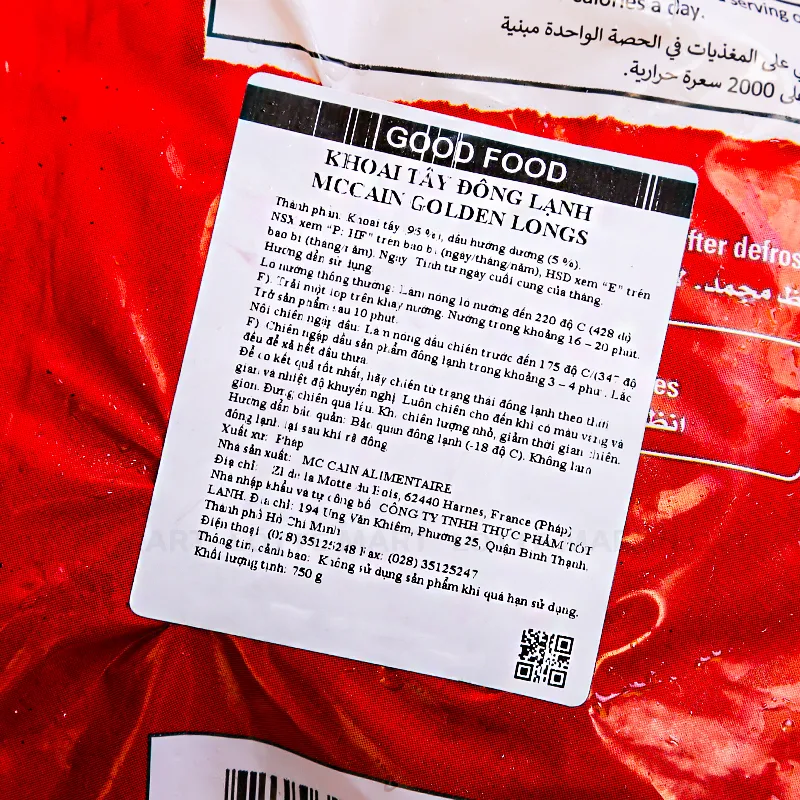 calories a day.
serving
على المغذيات في الحصة الواحدة مبنية
على 2000 سعرة حرارية.
GOOD FOOD
KHOAI TÂY ĐÔNG LẠNH
MCCAIN GOLDEN LONGS
Thành phần: Khoai tây 95 %, dầu hướng dương (5 %).
NSX xem "P: HF" trên bao bì (ngày/tháng/năm), HSD xem "E" trên
bao bì (tháng/năm). Ngày Tính từ ngày cuối cùng của tháng.
Hướng dẫn sử dụng
Lò nướng thông thường: Làm nóng lò nướng đến 220 độ C (428 độ
F). Trải một lớp trên khay nướng. Nướng trong khoảng 16 – 20 phút.
Trở sản phẩm sau 10 phút.
Nồi chiên ngập dầu: Làm nóng dầu chiên trước đến 175 độ C/(347 độ
F). Chiên ngập dầu sản phẩm đông lạnh trong khoảng 3 – 4 phút. Lắc
đều để xả hết dầu thừa.
Để có kết quả tốt nhất, hãy chiên từ trạng thái đông lạnh theo thời
gian và nhiệt độ khuyến nghị. Luôn chiên cho đến khi có màu vàng và
giòn. Đừng chiên quá lâu. Khi chiên lượng nhỏ, giảm thời gian chiên.
Hướng dẫn bảo quản: Bảo quản đông lạnh (-18 độ C). Không làm
đông lạnh lại sau khi rã đông
Xuất xứ: Pháp
Nhà sản xuất: MC CAIN ALIMENTAIRE
Địa chỉ: ZI de la Motte du Bois, 62440 Harnes, France (Pháp)
Nhà nhập khẩu và tự công bố CÔNG TY TNHH THỰC PHẨM TỐT
LÀNH. Địa chỉ: 194 Ung Văn Khiêm, Phường 25, Quận Bình Thạnh,
Thành phố Hồ Chí Minh
Điện thoại: (028) 35125248 Fax: (028) 35125247
Thông tin, cảnh báo: Không sử dụng sản phẩm khi quá hạn sử dụng.
Khối lượng tịnh: 750 g
after defros